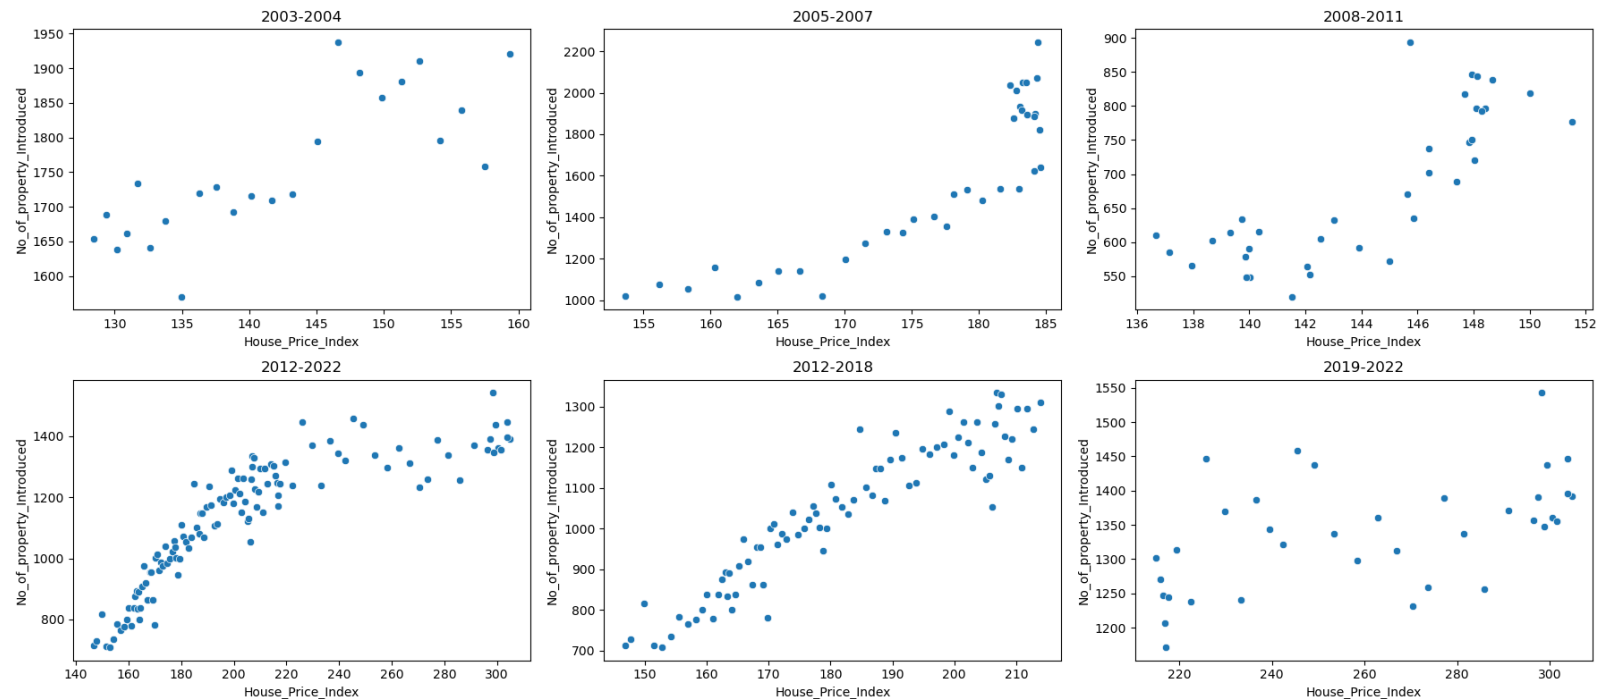 2003-2004
1950
1900
1850
1800
1750
1700
1650
1600
No_of_property_Introduced
130 135 140 145 150 155 160
House_Price_Index
2005-2007
2200
2000
1800
1600
1400
1200
1000
No_of_property_Introduced
155 160 165 170 175 180 185
House_Price_Index
2008-2011
900
850
800
750
700
650
600
550
No_of_property_Introduced
136 138 140 142 144 146 148 150 152
House_Price_Index
2012-2022
1400
1200
1000
800
No_of_property_Introduced
140 160 180 200 220 240 260 280 300
House_Price_Index
2012-2018
1300
1200
1100
1000
900
800
700
No_of_property_Introduced
150 160 170 180 190 200 210
House_Price_Index
2019-2022
1550
1500
1450
1400
1350
1300
1250
1200
No_of_property_Introduced
220 240 260 280 300
House_Price_Index